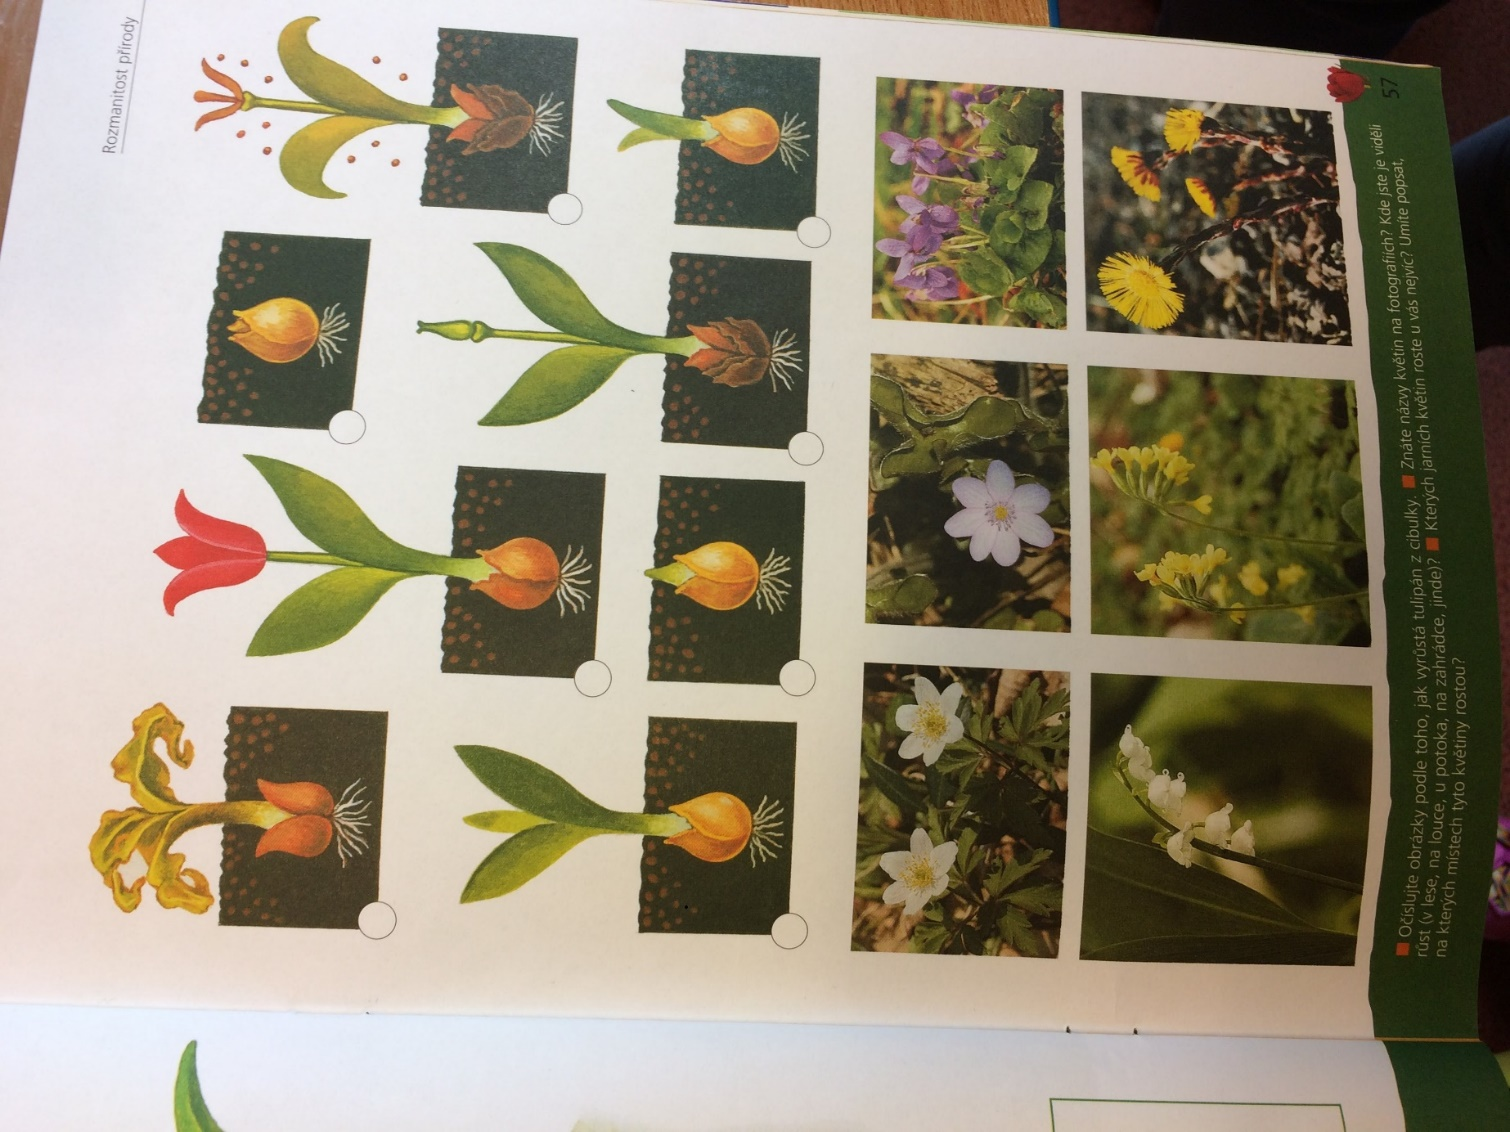 Rozmanitost přírody
■ Očíslujte obrázky podle toho, jak vyrůstá tulipán z cibulky. ■ Znáte názvy květin na fotografiích? Kde jste je viděli
růst (v lese, na louce, u potoka, na zahrádce, jinde)? ■ Kterých jarních květin roste u vás nejvíc? Umíte popsat,
na kterých místech tyto květiny rostou?
57